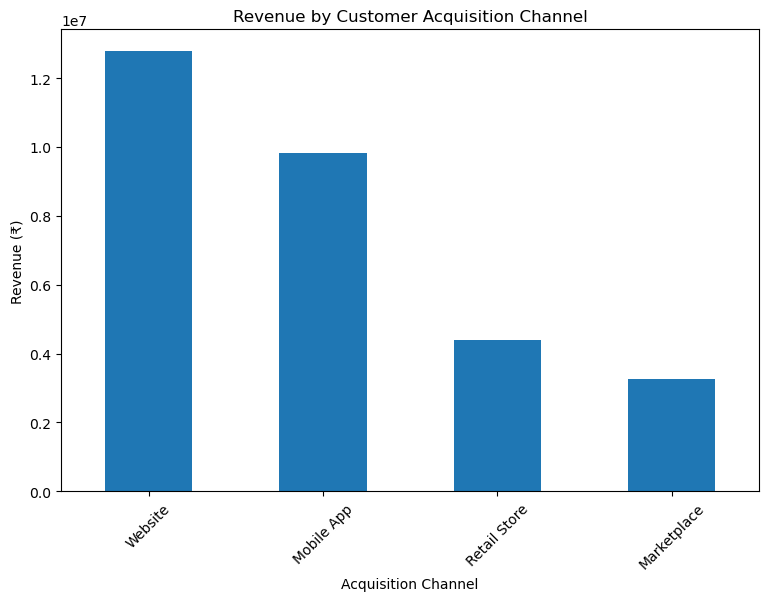 Revenue by Customer Acquisition Channel
1e7
1.2
1.0
0.8
0.6
0.4
0.2
0.0
Revenue (₹)
Website
Mobile App
Retail Store
Marketplace
Acquisition Channel